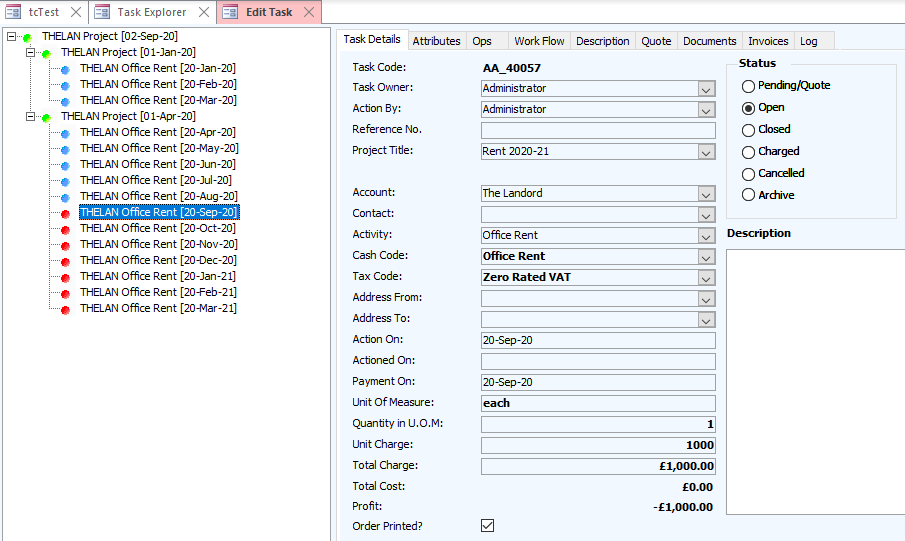 tcTest
Task Explorer
Edit Task
THELAN Project [02-Sep-20]
THELAN Project [01-Jan-20]
THELAN Office Rent [20-Jan-20]
THELAN Office Rent [20-Feb-20]
THELAN Office Rent [20-Mar-20]
THELAN Project [01-Apr-20]
THELAN Office Rent [20-Apr-20]
THELAN Office Rent [20-May-20]
THELAN Office Rent [20-Jun-20]
THELAN Office Rent [20-Jul-20]
THELAN Office Rent [20-Aug-20]
THELAN Office Rent [20-Sep-20]
THELAN Office Rent [20-Oct-20]
THELAN Office Rent [20-Nov-20]
THELAN Office Rent [20-Dec-20]
THELAN Office Rent [20-Jan-21]
THELAN Office Rent [20-Feb-21]
THELAN Office Rent [20-Mar-21]
Task Details Attributes Ops Work Flow Description Quote Documents Invoices Log
Task Code: AA_40057
Task Owner: Administrator
Action By: Administrator
Reference No.
Project Title: Rent 2020-21
Account: The Landord
Contact:
Activity: Office Rent
Cash Code: Office Rent
Tax Code: Zero Rated VAT
Address From:
Address To:
Action On: 20-Sep-20
Actioned On:
Payment On: 20-Sep-20
Unit Of Measure: each
Quantity in U.O.M: 1
Unit Charge: 1000
Total Charge: £1,000.00
Total Cost: £0.00
Profit: -£1,000.00
Order Printed?
Status
Pending/Quote
Open
Closed
Charged
Cancelled
Archive
Description